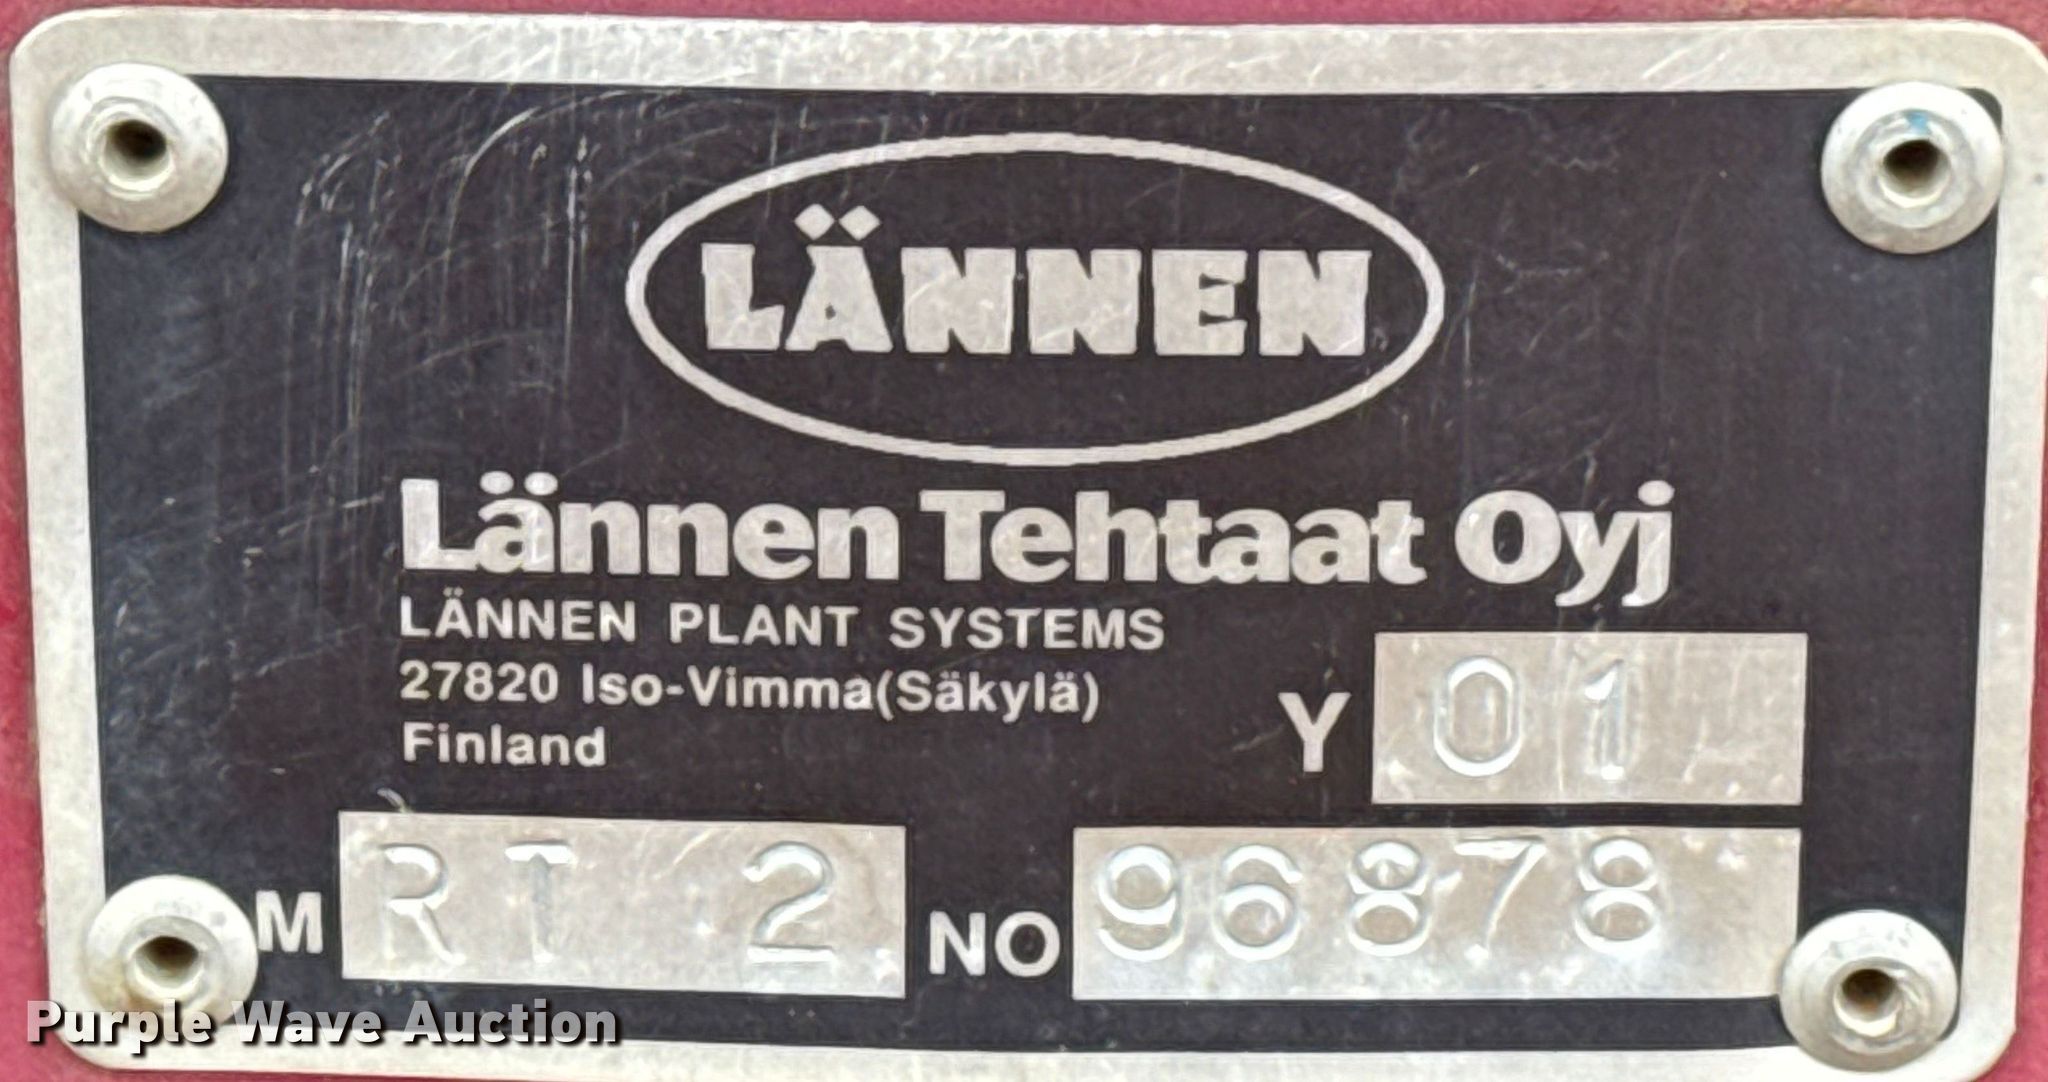 LÄNNEN
Lännen Tehtaat Oyj
LÄNNEN PLANT SYSTEMS
27820 Iso-Vimma(Säkylä)
Finland
Y 01
M RT 2 NO 96878
Purple Wave Auction